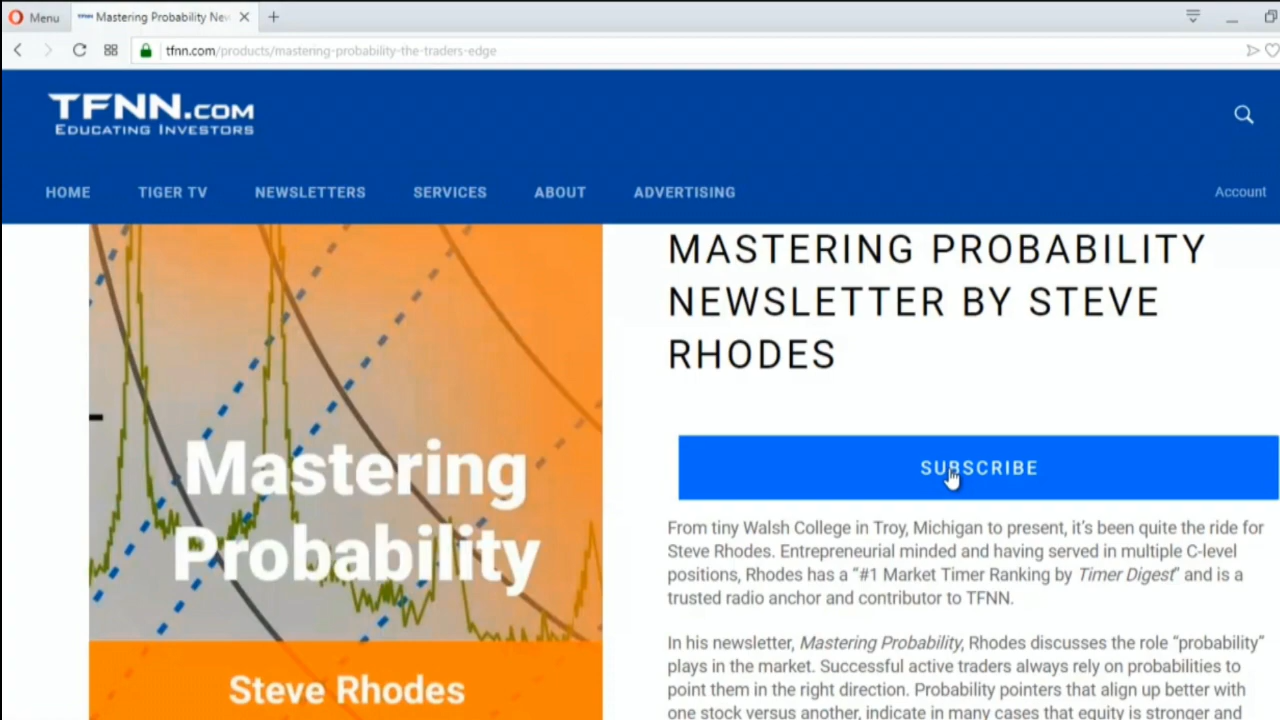 Menu
Mastering Probability New
tfnn.com/products/mastering-probability-the-traders-edge
TFNN.COM
EDUCATING INVESTORS
HOME TIGER TV NEWSLETTERS SERVICES ABOUT ADVERTISING Account
Mastering
Probability
Steve Rhodes
MASTERING PROBABILITY
NEWSLETTER BY STEVE
RHODES
SUBSCRIBE
From tiny Walsh College in Troy, Michigan to present, it's been quite the ride for
Steve Rhodes. Entrepreneurial minded and having served in multiple C-level
positions, Rhodes has a “#1 Market Timer Ranking by Timer Digest” and is a
trusted radio anchor and contributor to TFNN.
In his newsletter, Mastering Probability, Rhodes discusses the role “probability”
plays in the market. Successful active traders always rely on probabilities to
point them in the right direction. Probability pointers that align up better with
one stock versus another, indicate in many cases that equity is stronger and